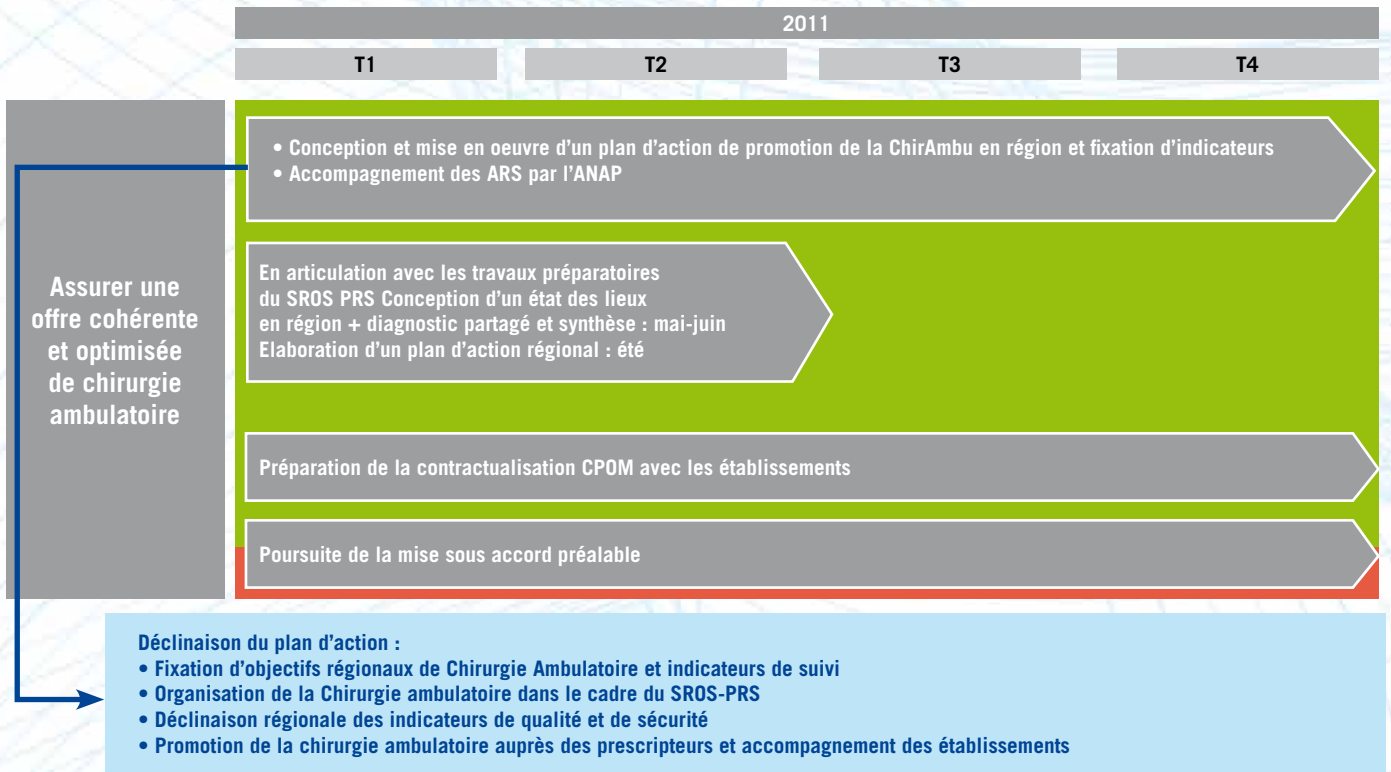 2011
T1 T2 T3 T4
Assurer une
offre cohérente
et optimisée
de chirurgie
ambulatoire
• Conception et mise en oeuvre d'un plan d'action de promotion de la ChirAmbu en région et fixation d'indicateurs
• Accompagnement des ARS par l'ANAP
En articulation avec les travaux préparatoires
du SROS PRS Conception d'un état des lieux
en région + diagnostic partagé et synthèse : mai-juin
Elaboration d'un plan d'action régional : été
Préparation de la contractualisation CPOM avec les établissements
Poursuite de la mise sous accord préalable
Déclinaison du plan d'action :
• Fixation d'objectifs régionaux de Chirurgie Ambulatoire et indicateurs de suivi
• Organisation de la Chirurgie ambulatoire dans le cadre du SROS-PRS
• Déclinaison régionale des indicateurs de qualité et de sécurité
• Promotion de la chirurgie ambulatoire auprès des prescripteurs et accompagnement des établissements